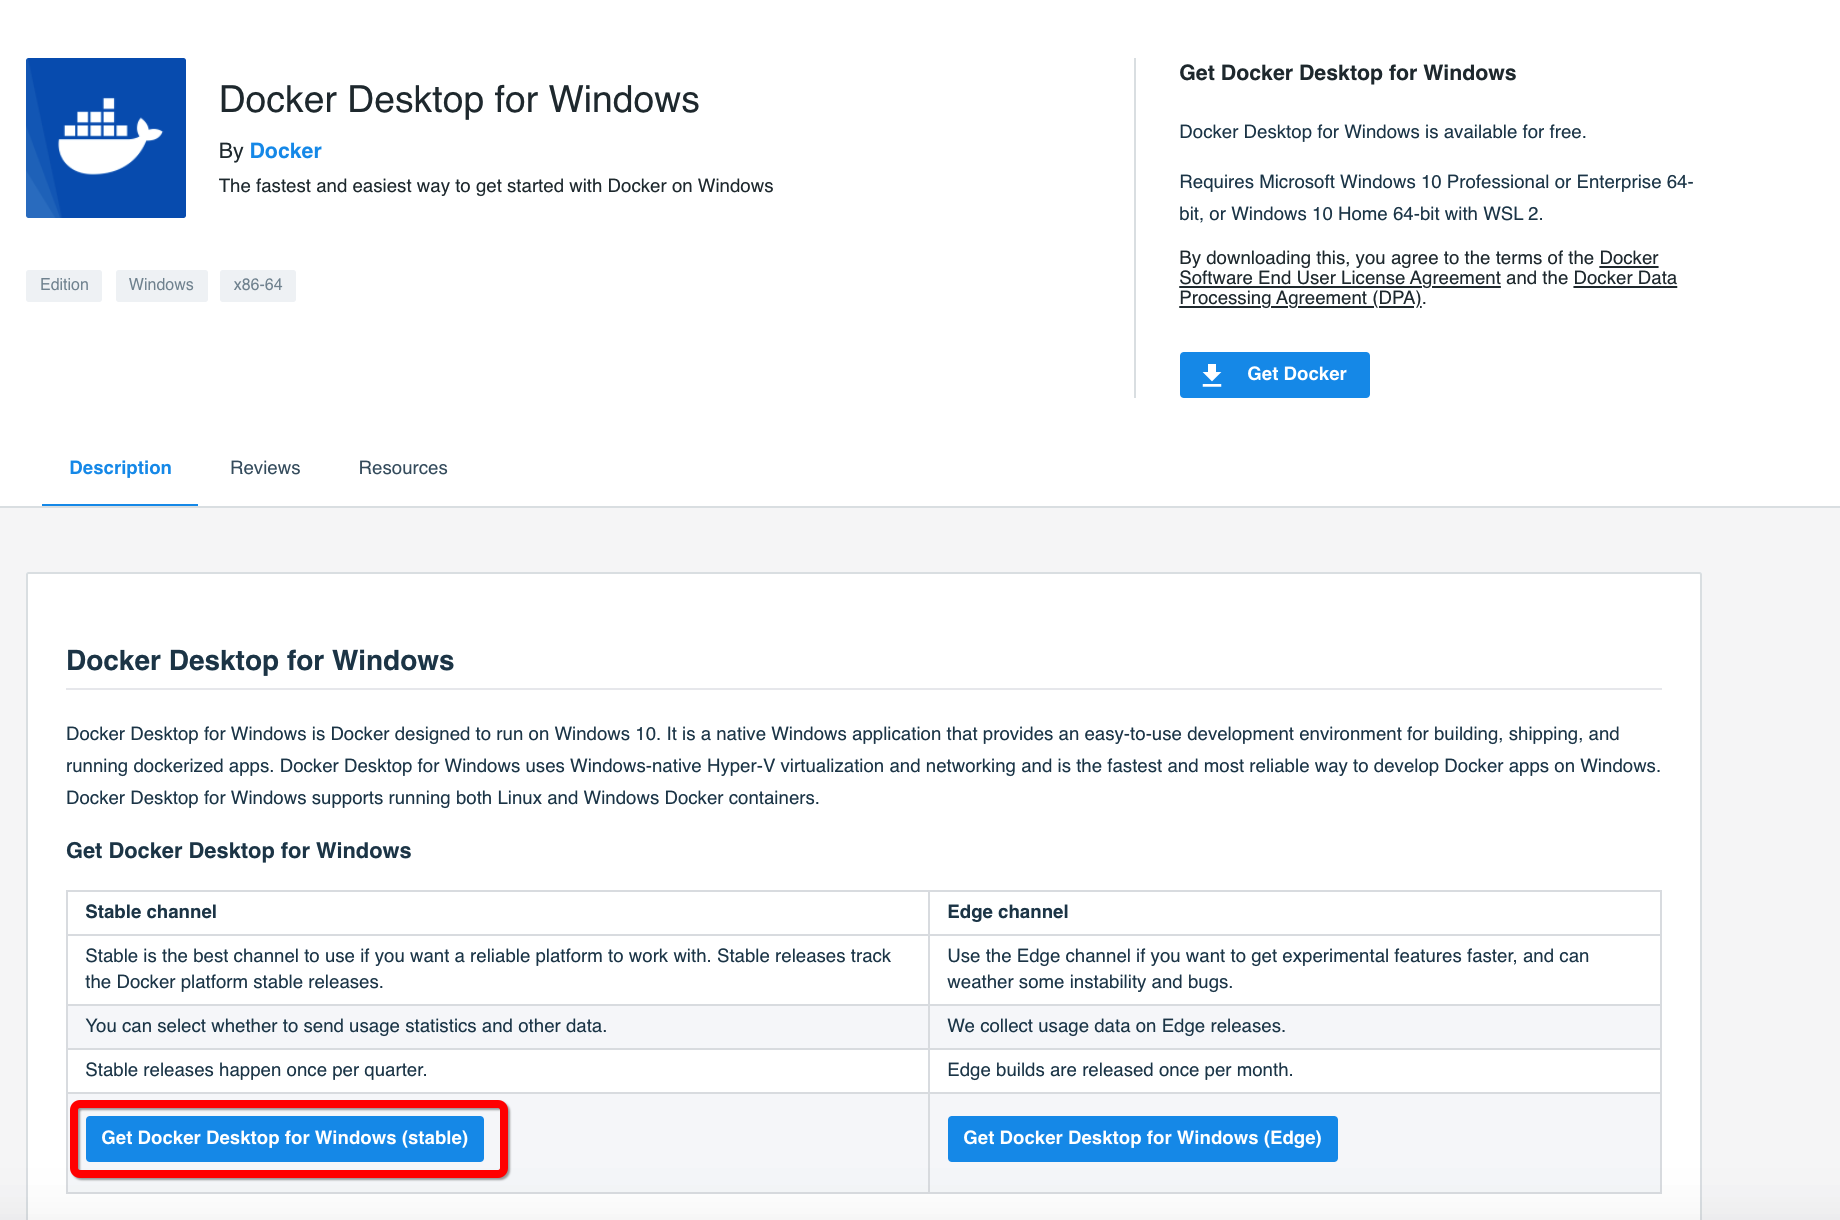 Docker Desktop for Windows
By Docker
The fastest and easiest way to get started with Docker on Windows
Edition
Windows
x86-64
Get Docker Desktop for Windows
Docker Desktop for Windows is available for free.
Requires Microsoft Windows 10 Professional or Enterprise 64-
bit, or Windows 10 Home 64-bit with WSL 2.
By downloading this, you agree to the terms of the Docker
Software End User License Agreement and the Docker Data
Processing Agreement (DPA).
Get Docker
Description
Reviews
Resources
Docker Desktop for Windows
Docker Desktop for Windows is Docker designed to run on Windows 10. It is a native Windows application that provides an easy-to-use development environment for building, shipping, and
running dockerized apps. Docker Desktop for Windows uses Windows-native Hyper-V virtualization and networking and is the fastest and most reliable way to develop Docker apps on Windows.
Docker Desktop for Windows supports running both Linux and Windows Docker containers.
Get Docker Desktop for Windows
Stable channel
Edge channel
Stable is the best channel to use if you want a reliable platform to work with. Stable releases track
the Docker platform stable releases.
Use the Edge channel if you want to get experimental features faster, and can
weather some instability and bugs.
You can select whether to send usage statistics and other data.
We collect usage data on Edge releases.
Stable releases happen once per quarter.
Edge builds are released once per month.
Get Docker Desktop for Windows (stable)
Get Docker Desktop for Windows (Edge)